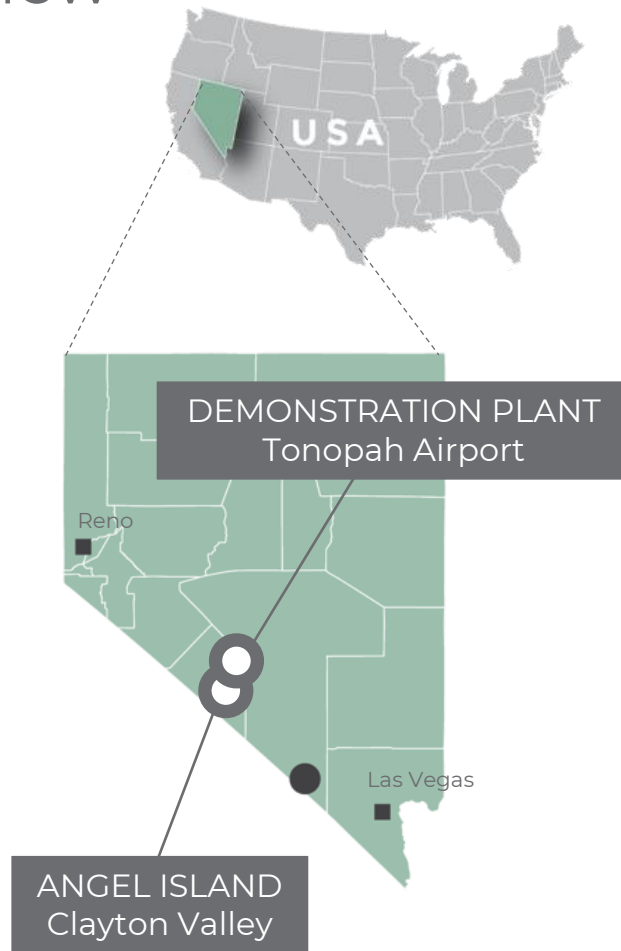 USA
DEMONSTRATION PLANT
Tonopah Airport
Reno
Las Vegas
ANGEL ISLAND
Clayton Valley